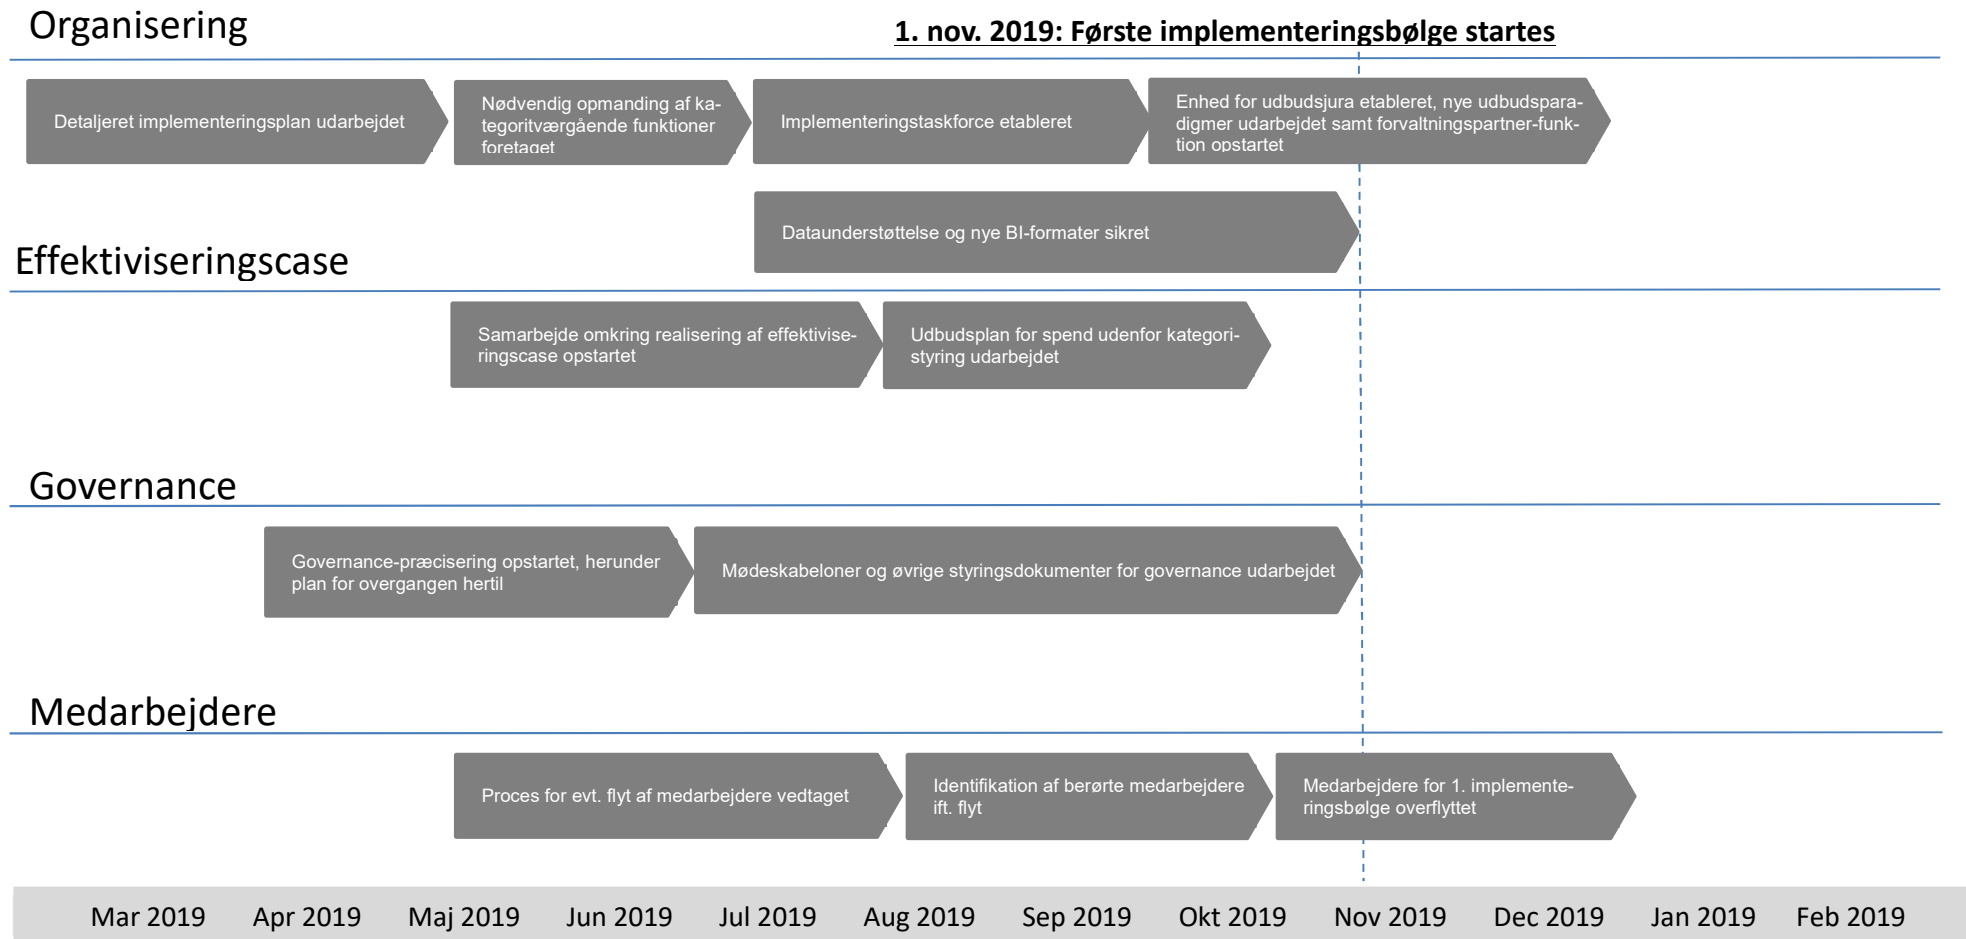 Organisering
1. nov. 2019: Første implementeringsbølge startes
Detaljeret implementeringsplan udarbejdet
Nødvendig opmanding af ka-
tegoritværgående funktioner
foretaget
Implementeringstaskforce etableret
Enhed for udbudsjura etableret, nye udbudspara-
digmer udarbejdet samt forvaltningspartner-funk-
tion opstartet
Dataunderstøttelse og nye BI-formater sikret
Effektiviseringscase
Samarbejde omkring realisering af effektivise-
ringscase opstartet
Udbudsplan for spend udenfor kategori-
styring udarbejdet
Governance
Governance-præcisering opstartet, herunder
plan for overgangen hertil
Mødeskabeloner og øvrige styringsdokumenter for governance udarbejdet
Medarbejdere
Proces for evt. flyt af medarbejdere vedtaget
Identifikation af berørte medarbejdere
ift. flyt
Medarbejdere for 1. implemente-
ringsbølge overflyttet
Mar 2019 Apr 2019 Maj 2019 Jun 2019 Jul 2019 Aug 2019 Sep 2019 Okt 2019 Nov 2019 Dec 2019 Jan 2019 Feb 2019